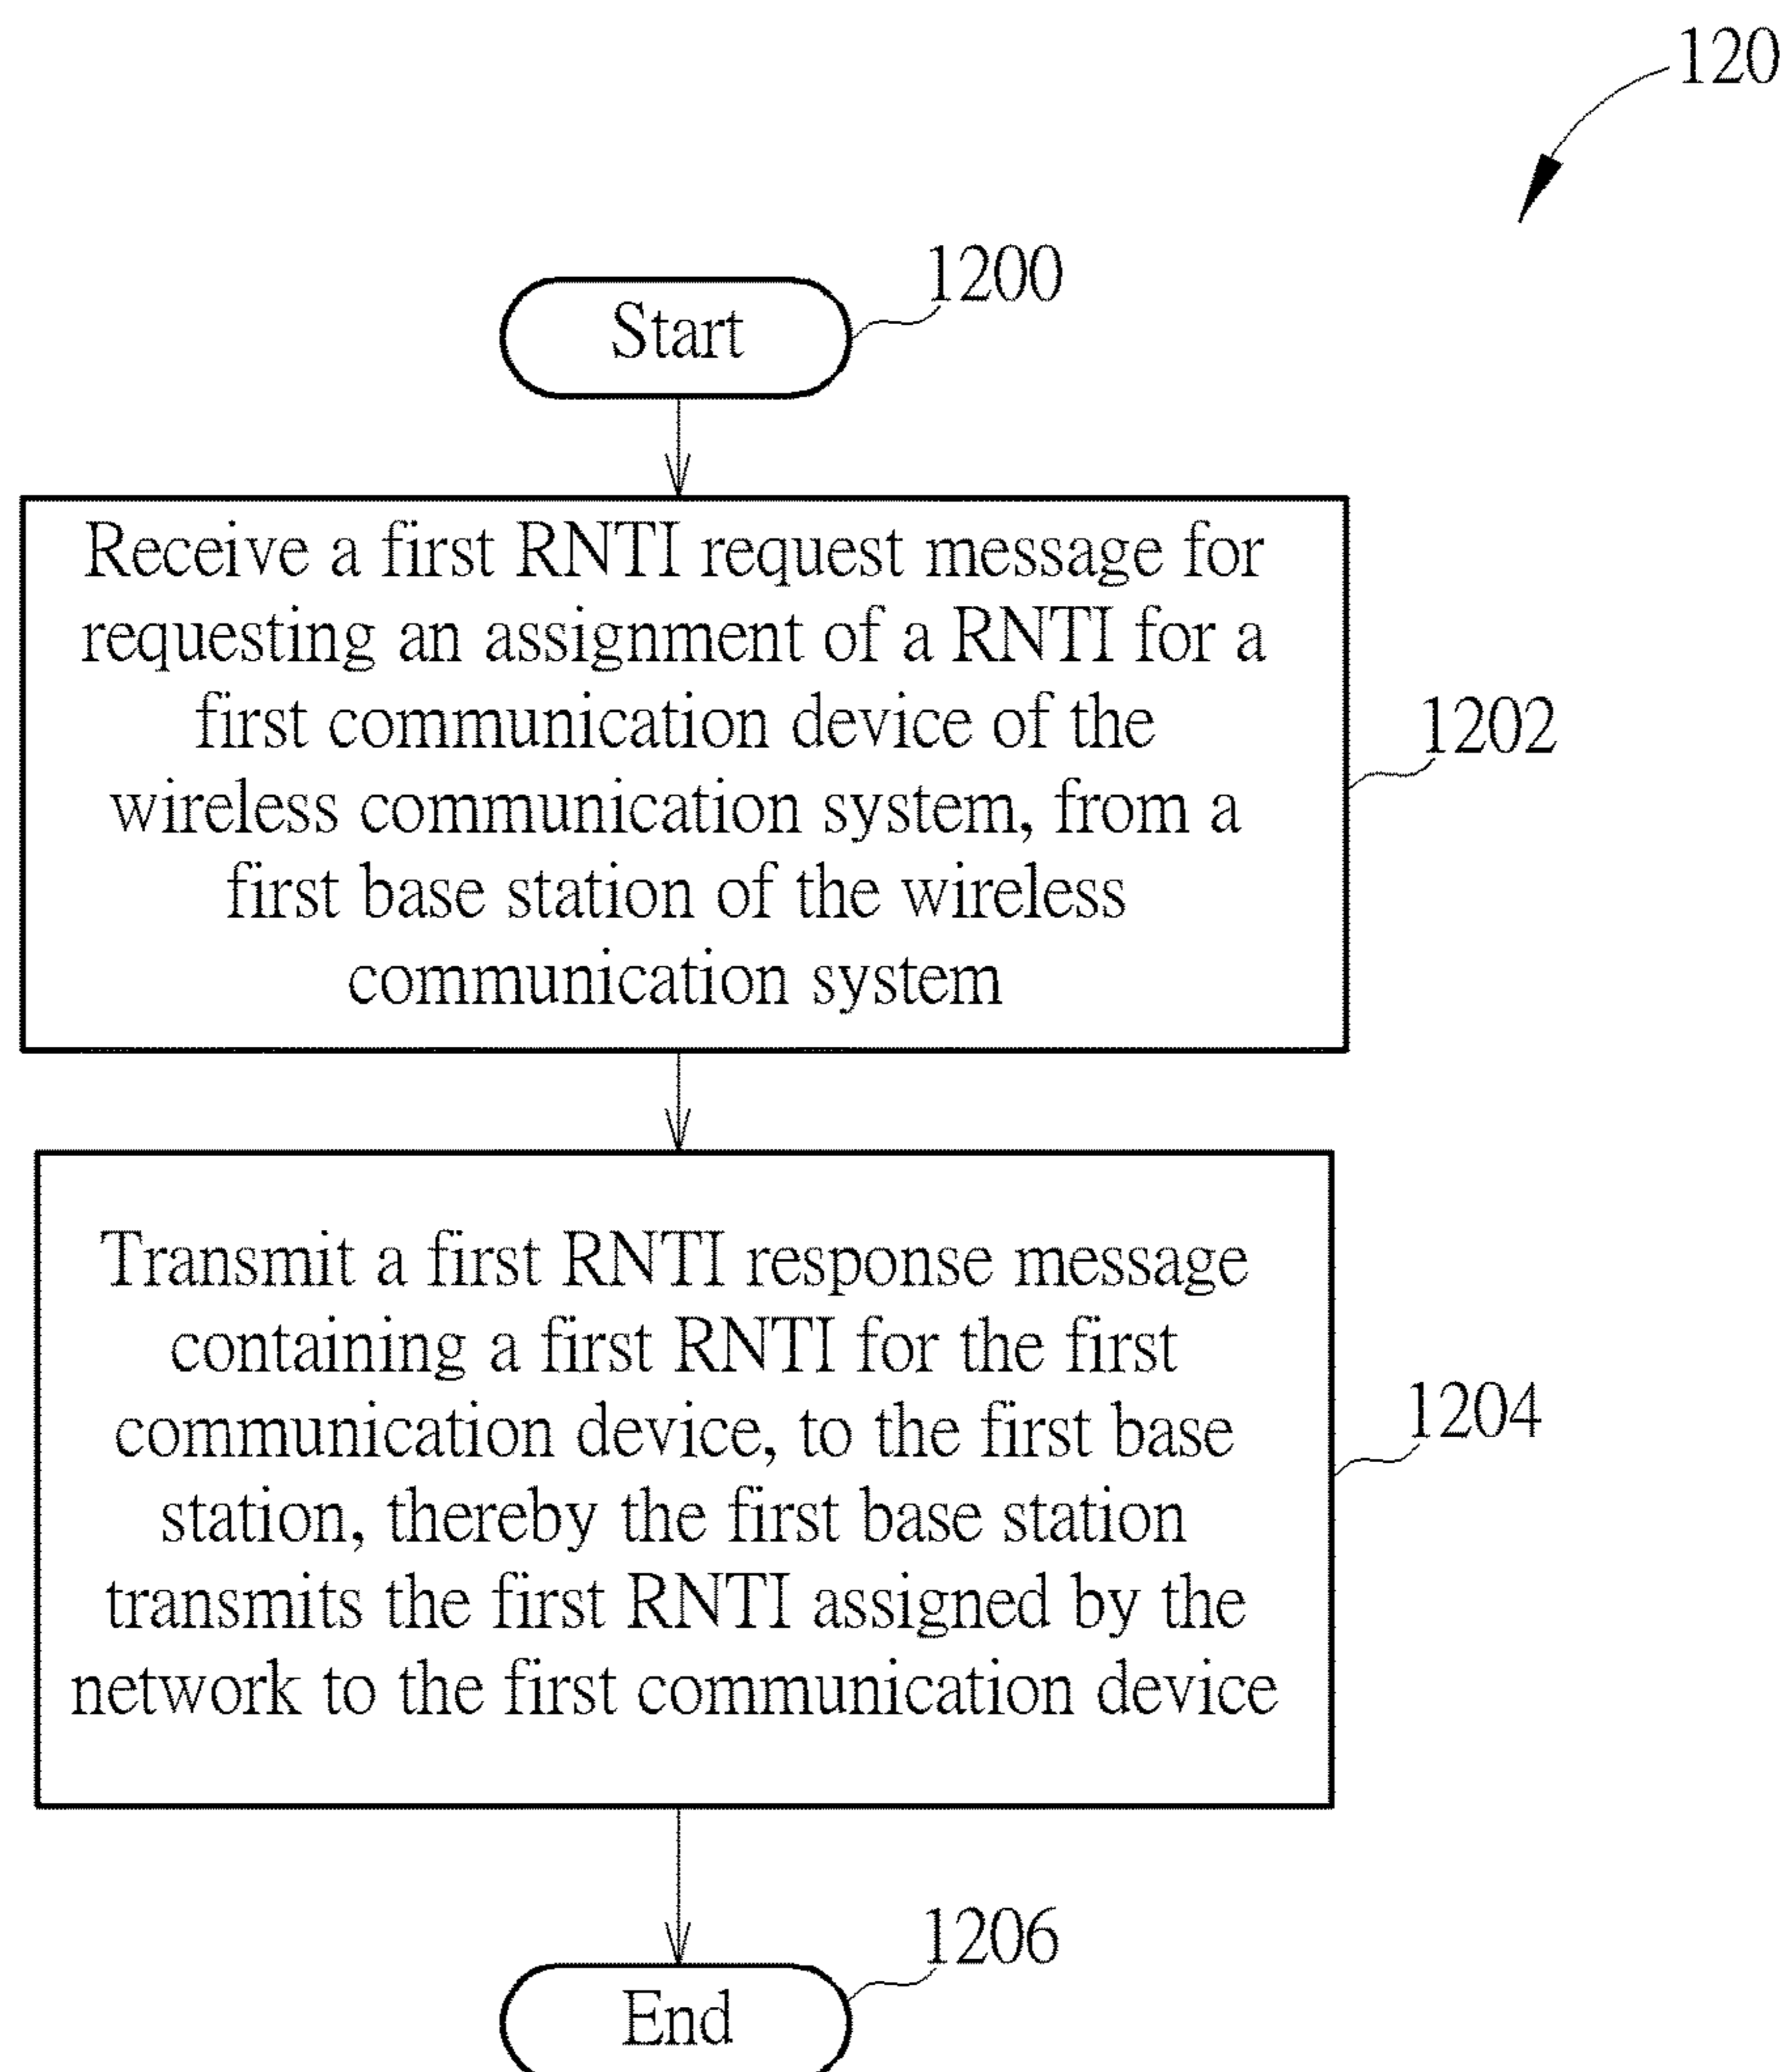 120
1200
Start
Receive a first RNTI request message for
requesting an assignment of a RNTI for a
first communication device of the
wireless communication system, from a
first base station of the wireless
communication system
1202
Transmit a first RNTI response message
containing a first RNTI for the first
communication device, to the first base
station, thereby the first base station
transmits the first RNTI assigned by the
network to the first communication device
1204
1206
End